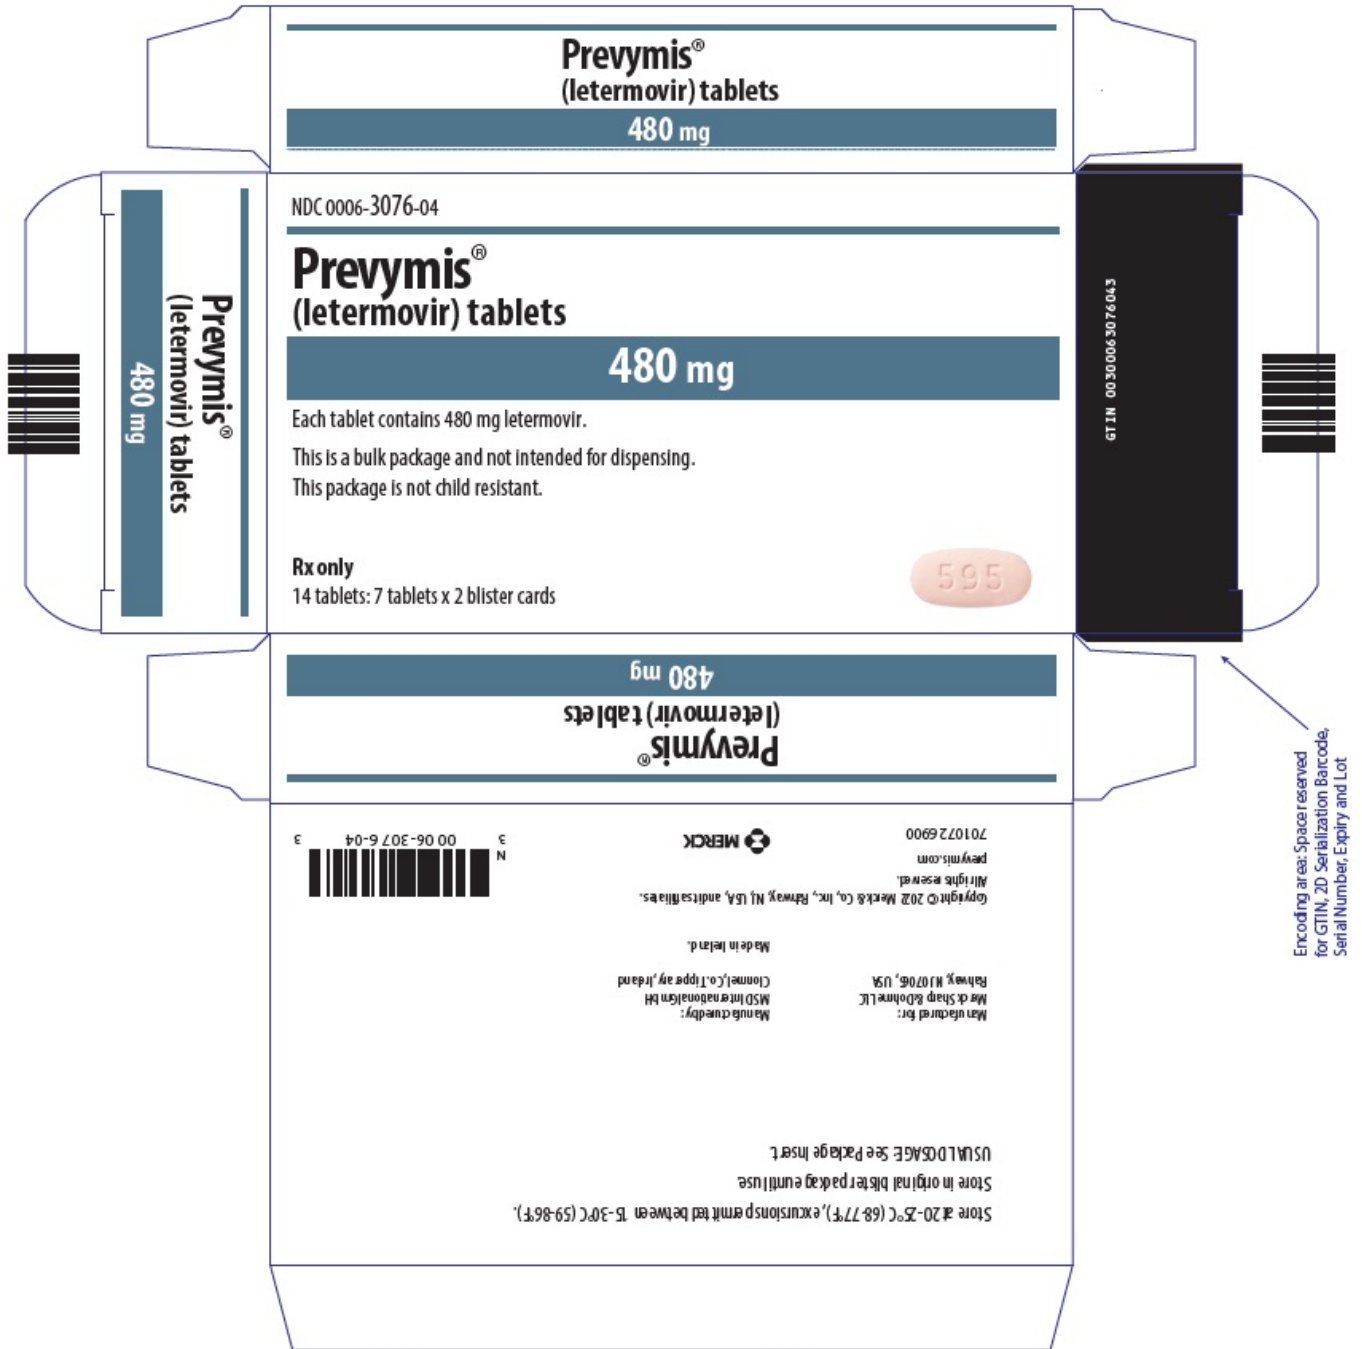 Prevymis®
(letermovir) tablets
480 mg
Prevymis®
(letermovir) tablets
480 mg
NDC 0006-3076-04
Prevymis®
(letermovir) tablets
480 mg
Each tablet contains 480 mg letermovir.
This is a bulk package and not intended for dispensing.
This package is not child resistant.
Rx only
14 tablets: 7 tablets x 2 blister cards
595
GTIN 00300063076043
Encoding area: Space reserved
for GTIN, 2D Serialization Barcode,
Serial Number, Expiry and Lot
Prevymis®
(letermovir) tablets
480 mg
Store at 20-25°C (68-77°F), excursions permitted between 15-30°C (59-86°F).
Store in original blister package until use.
USUAL DOSAGE: See Package Insert.
Manufactured for:
Merck Sharp & Dohme LLC
Rahway, NJ 07065, USA
Manufactured by:
MSD International GmbH
Clonmel, Co. Tipperary, Ireland
Made in Ireland.
Copyright © 2022 Merck & Co., Inc., Rahway, NJ, USA, and its affiliates.
All rights reserved.
prevymis.com
7010726900
MERCK
N
3 0006-3076-04 3